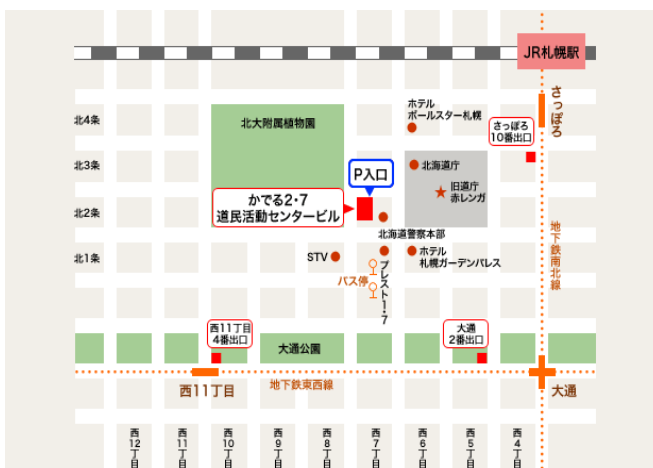 JR札幌駅
さっぽろ
ホテル
ポールスター札幌
さっぽろ
10番出口
北4条
北大附属植物園
北3条
北海道庁
P入口
旧道庁
赤レンガ
かでる2・7
道民活動センタービル
北2条
北海道警察本部
地下鉄南北線
北1条
STV
ホテル
札幌ガーデンパレス
プレスト1・7
バス停
西11丁目
4番出口
大通公園
大通
2番出口
西11丁目
地下鉄東西線
大通
西12丁目
西11丁目
西10丁目
西9丁目
西8丁目
西7丁目
西6丁目
西5丁目
西4丁目